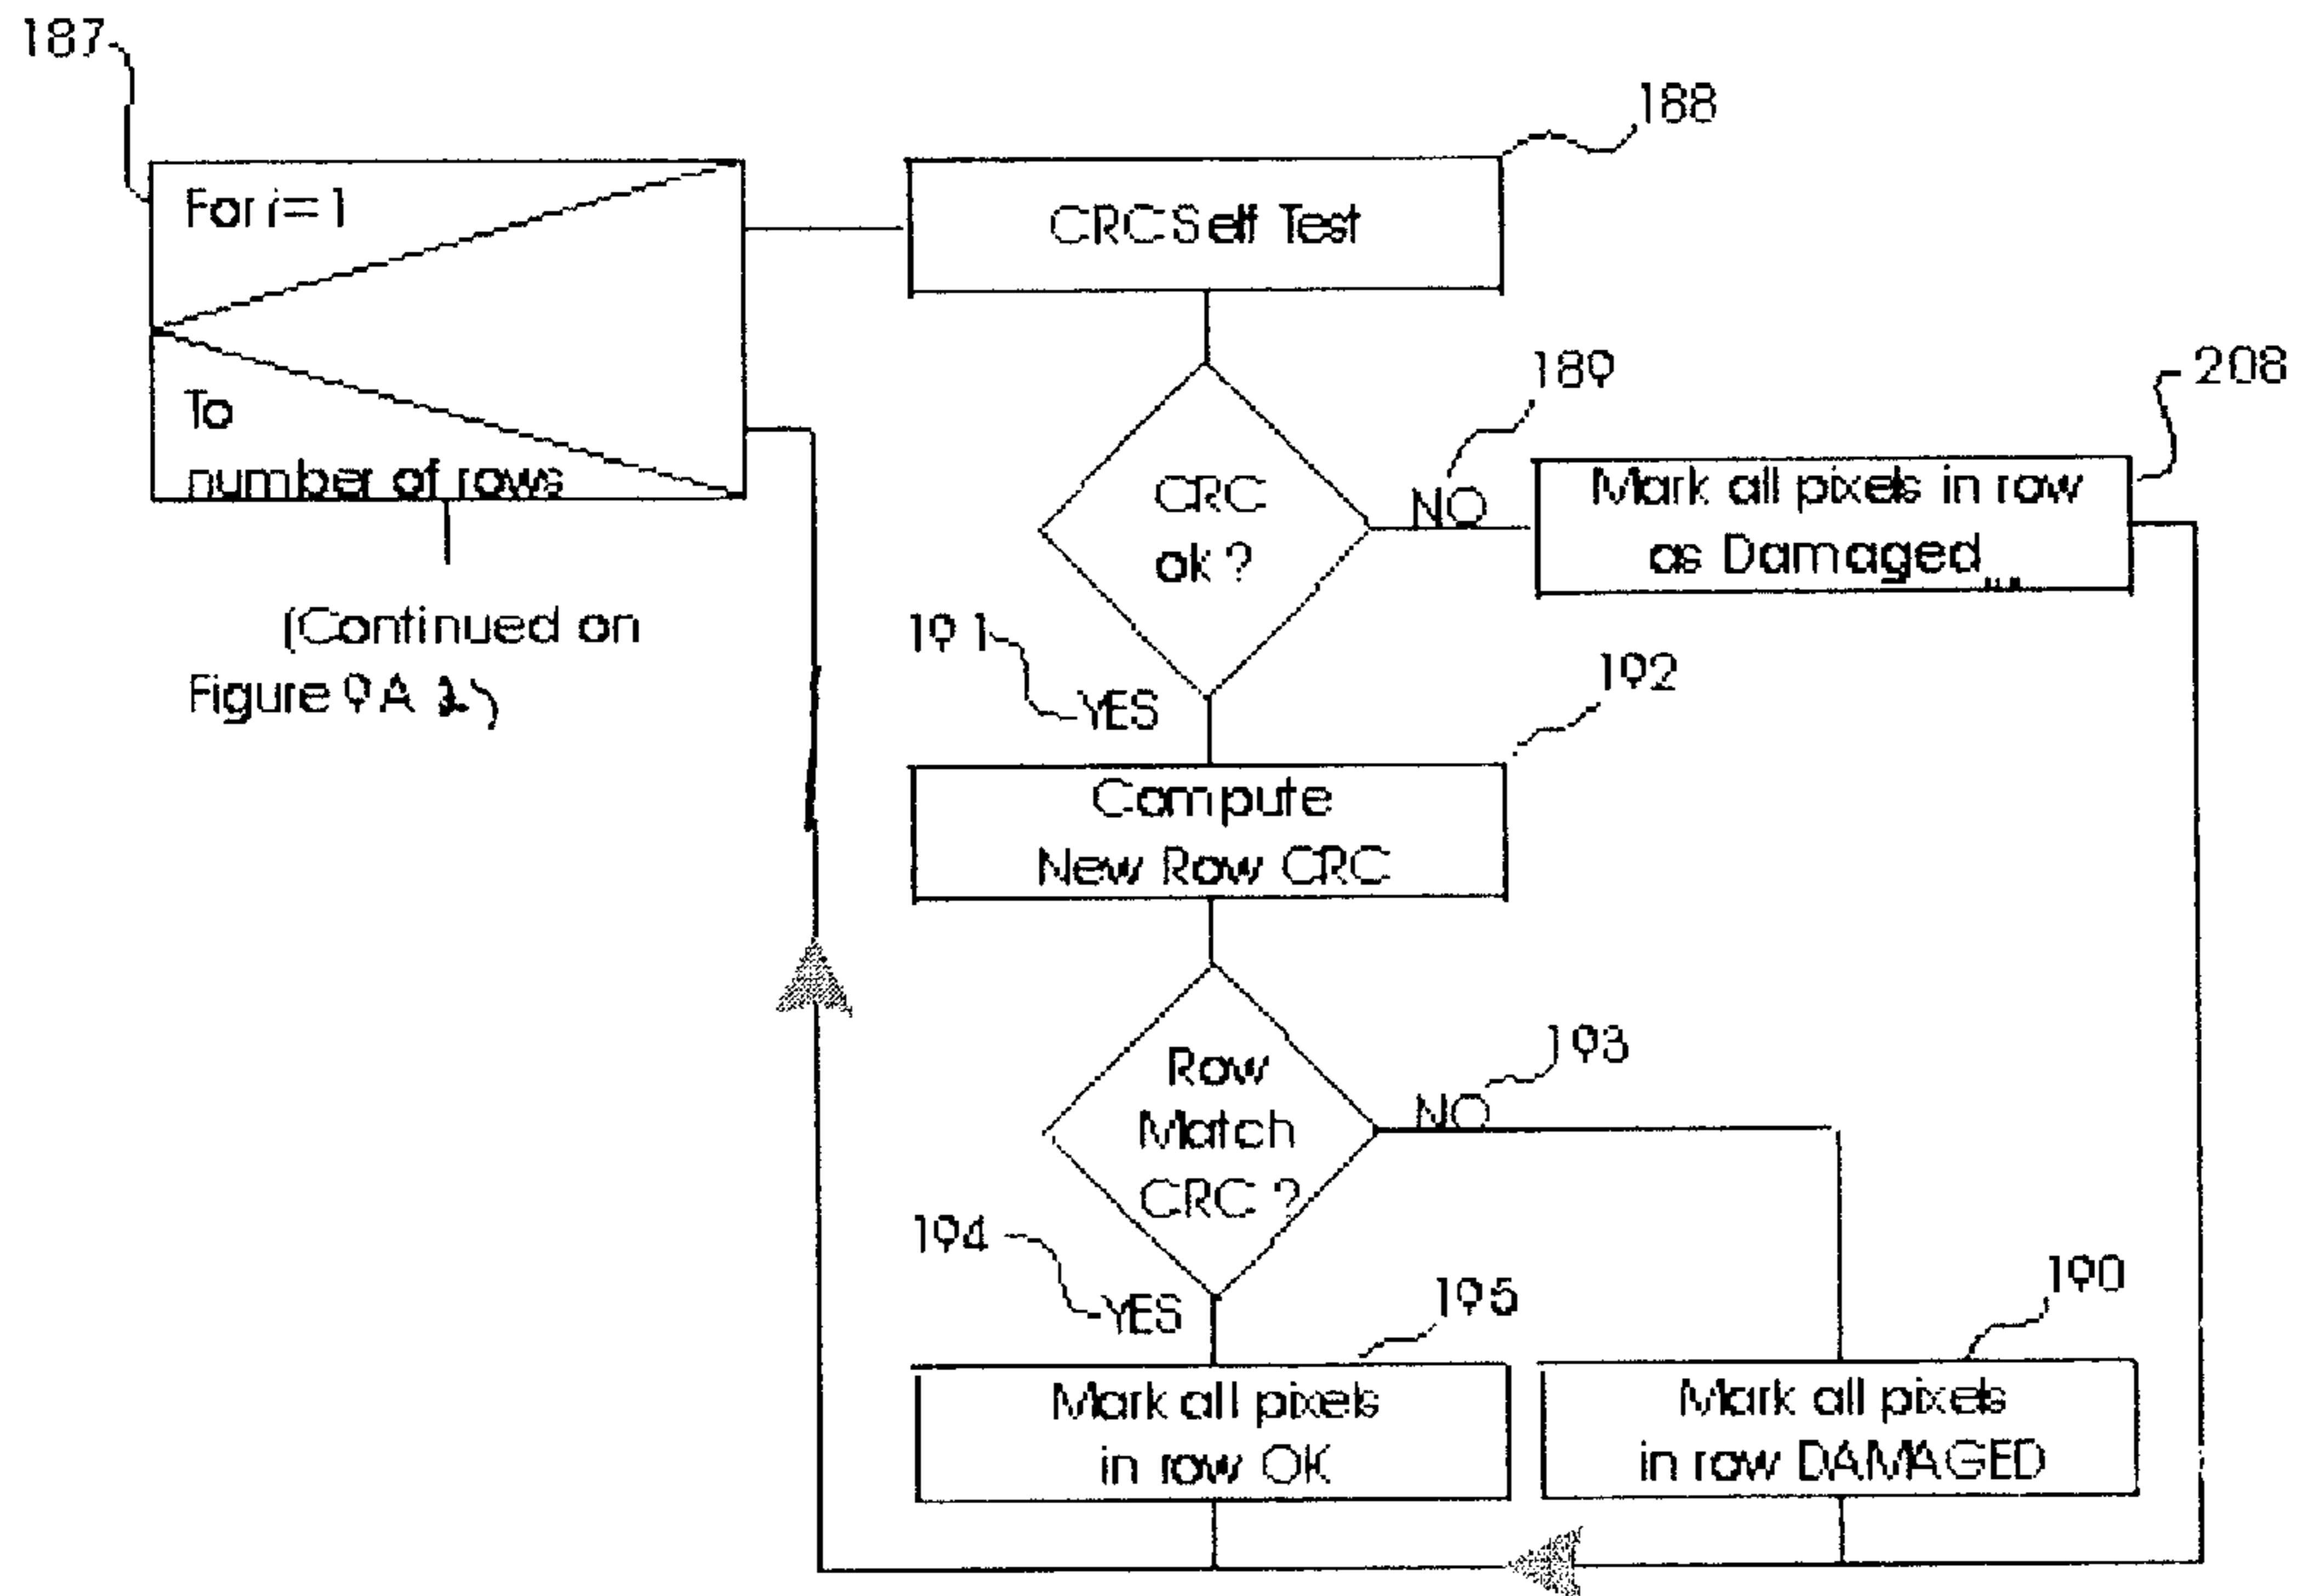 187
188
For i=1
CRC Self Test
To
number of rows
189
208
CRC
ok?
NO
Mark all pixels in row
as Damaged
(Continued on
Figure 9A
191
YES
192
Compute
New Row CRC
Row
Match
CRC?
193
NO
194
YES
195
190
Mark all pixels
in row OK
Mark all pixels
in row DAMAGED